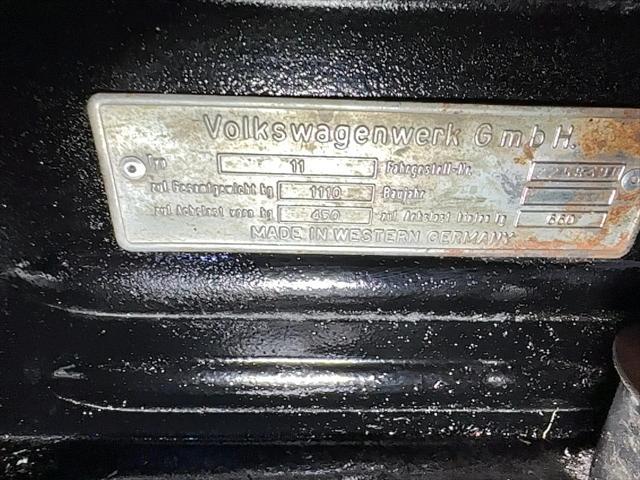 Volkswagenwerk GmbH.
Typ 11 Fahrgestell-Nr.
zul Gesamtgewicht kg 1110 Baujahr
zul Achslast vorn kg 450 zul Achslast hinten kg 660
MADE IN WESTERN GERMANY